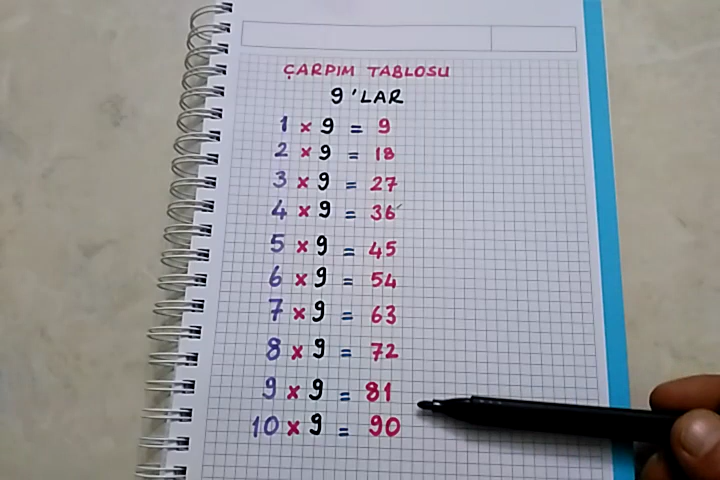 ÇARPIM TABLOSU
9'LAR
1 x 9 = 9
2 x 9 = 18
3 x 9 = 27
4 x 9 = 36
5 x 9 = 45
6 x 9 = 54
7 x 9 = 63
8 x 9 = 72
9 x 9 = 81
10 x 9 = 90